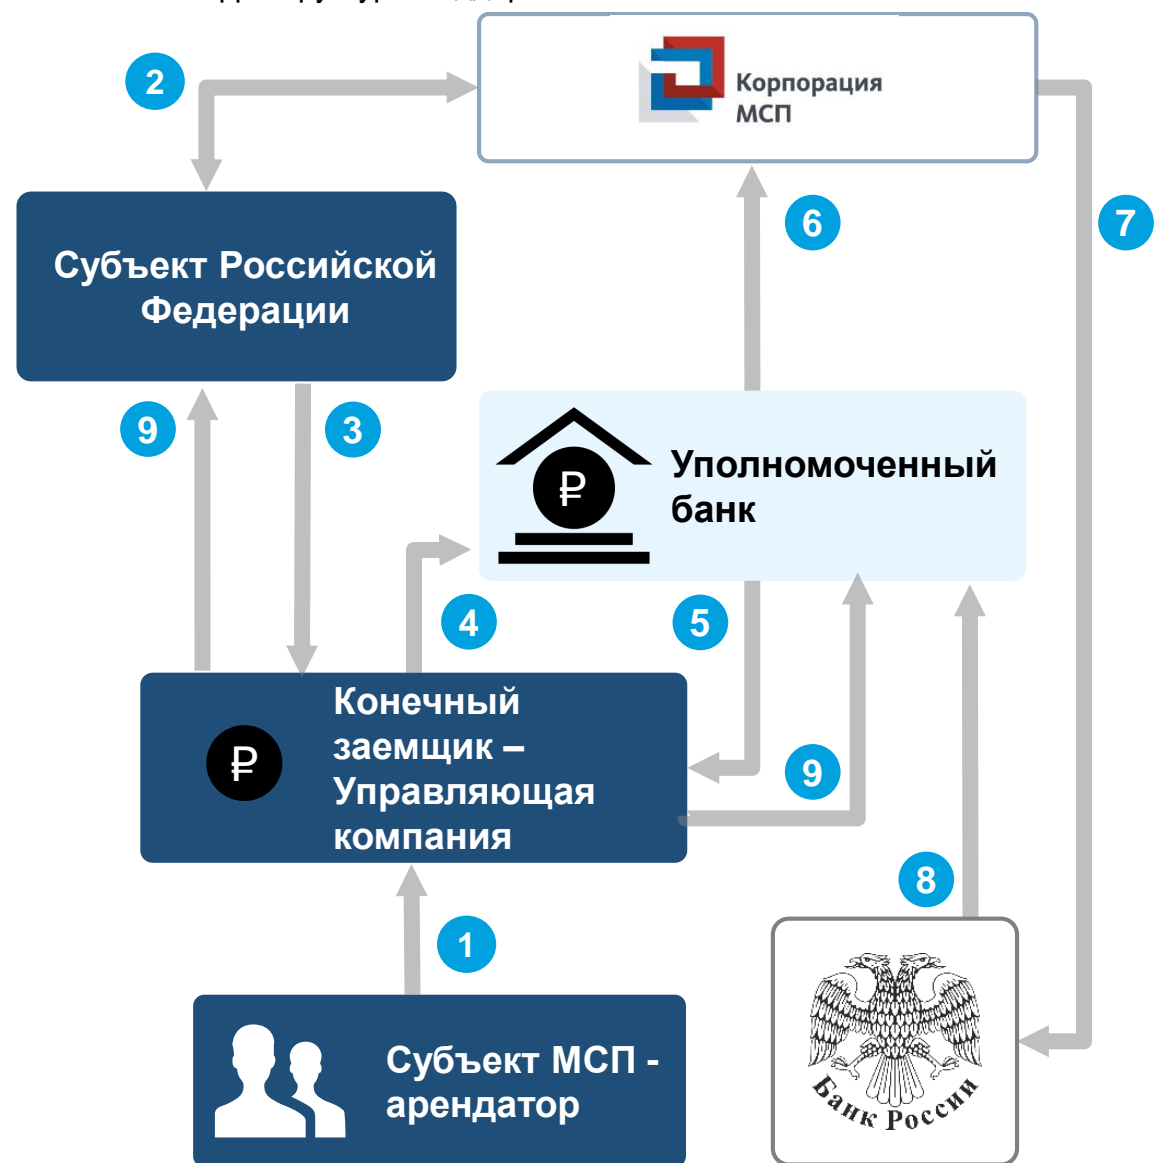 2
Корпорация
МСП
6
7
Субъект Российской
Федерации
9
3
Уполномоченный
банк
4
5
Конечный
заемщик –
Управляющая
компания
9
8
1
Субъект МСП -
арендатор
Банк России